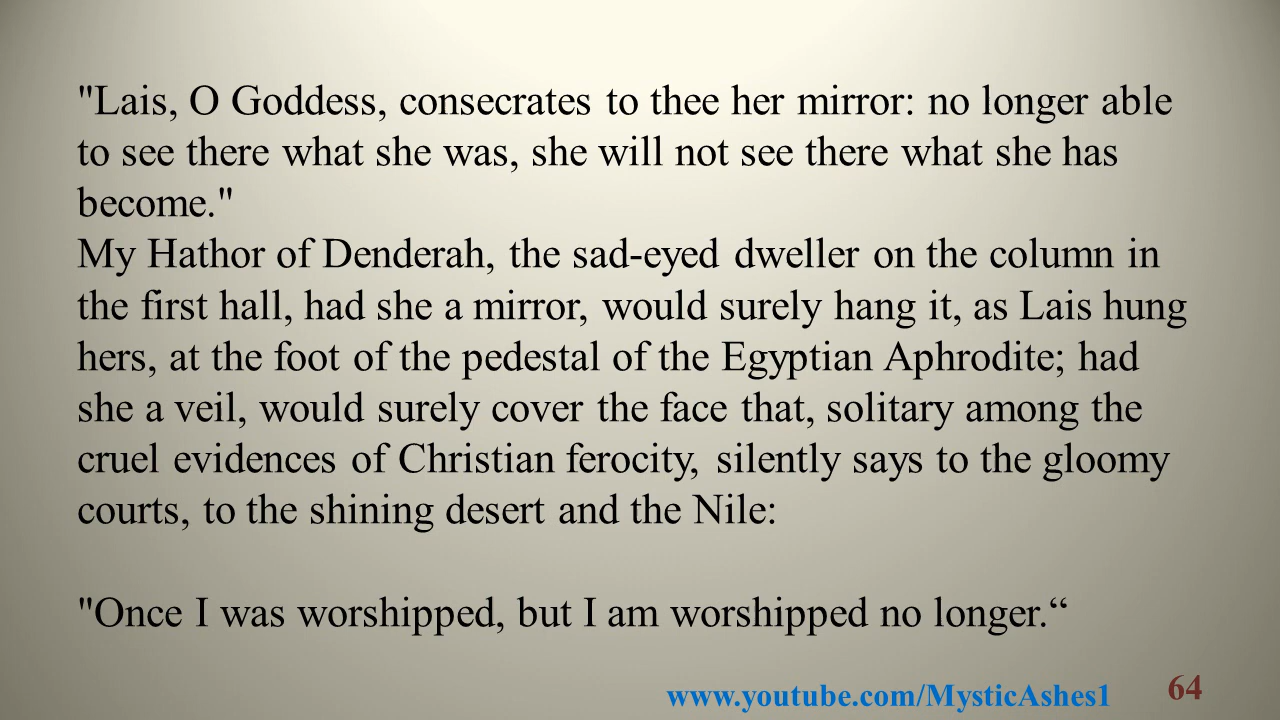 "Lais, O Goddess, consecrates to thee her mirror: no longer able
to see there what she was, she will not see there what she has
become."
My Hathor of Denderah, the sad-eyed dweller on the column in
the first hall, had she a mirror, would surely hang it, as Lais hung
hers, at the foot of the pedestal of the Egyptian Aphrodite; had
she a veil, would surely cover the face that, solitary among the
cruel evidences of Christian ferocity, silently says to the gloomy
courts, to the shining desert and the Nile:
"Once I was worshipped, but I am worshipped no longer.“
www.youtube.com/MysticAshes1
64